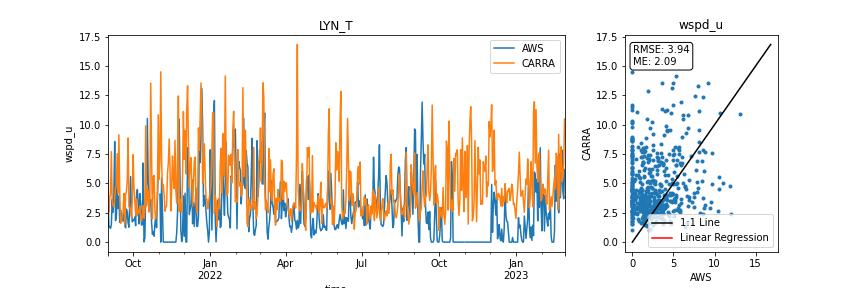 LYN_T
wspd_u
17.5
15.0
12.5
10.0
7.5
5.0
2.5
0.0
wspd_u
AWS
CARRA
Oct
Jan
2022
Apr
Jul
Oct
Jan
2023
time
17.5
15.0
12.5
10.0
7.5
5.0
2.5
0.0
CARRA
RMSE: 3.94
ME: 2.09
1:1 Line
Linear Regression
0
5
10
15
AWS